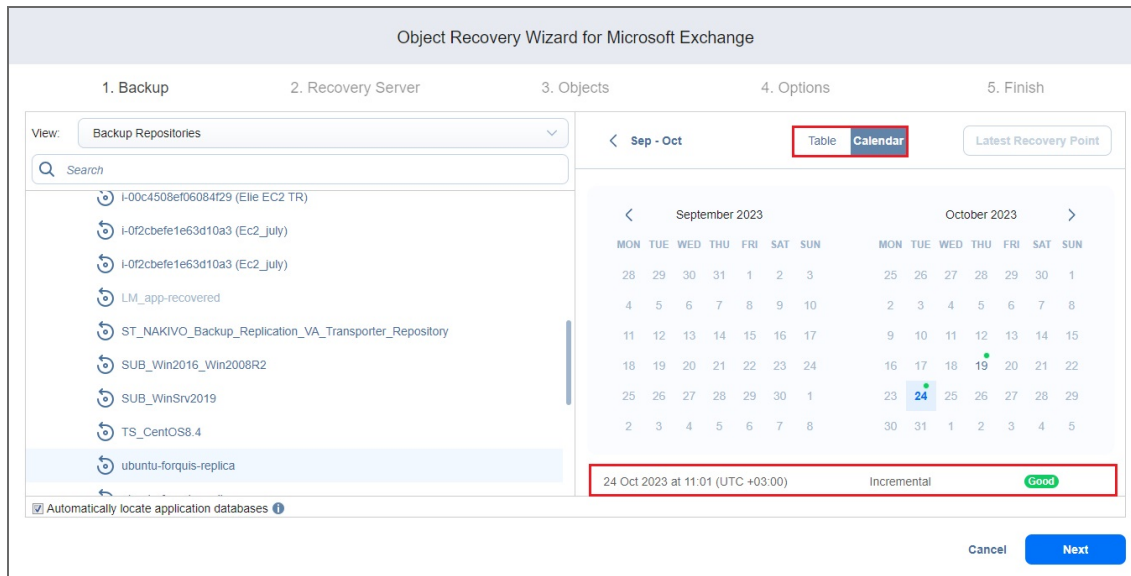 Object Recovery Wizard for Microsoft Exchange
1. Backup 2. Recovery Server 3. Objects 4. Options 5. Finish
View: Backup Repositories
Search
i-00c4508ef06084f29 (Elie EC2 TR)
i-0f2cbefe1e63d10a3 (Ec2_july)
i-0f2cbefe1e63d10a3 (Ec2_july)
LM_app-recovered
ST_NAKIVO_Backup_Replication_VA_Transporter_Repository
SUB_Win2016_Win2008R2
SUB_WinSrv2019
TS_CentOS8.4
ubuntu-forquis-replica
Automatically locate application databases
Sep - Oct Table Calendar Latest Recovery Point
September 2023
MON TUE WED THU FRI SAT SUN
28 29 30 31 1 2 3
4 5 6 7 8 9 10
11 12 13 14 15 16 17
18 19 20 21 22 23 24
25 26 27 28 29 30 1
2 3 4 5 6 7 8
October 2023
MON TUE WED THU FRI SAT SUN
25 26 27 28 29 30 1
2 3 4 5 6 7 8
9 10 11 12 13 14 15
16 17 18 19 20 21 22
23 24 25 26 27 28 29
30 31 1 2 3 4 5
24 Oct 2023 at 11:01 (UTC +03:00) Incremental Good
Cancel Next